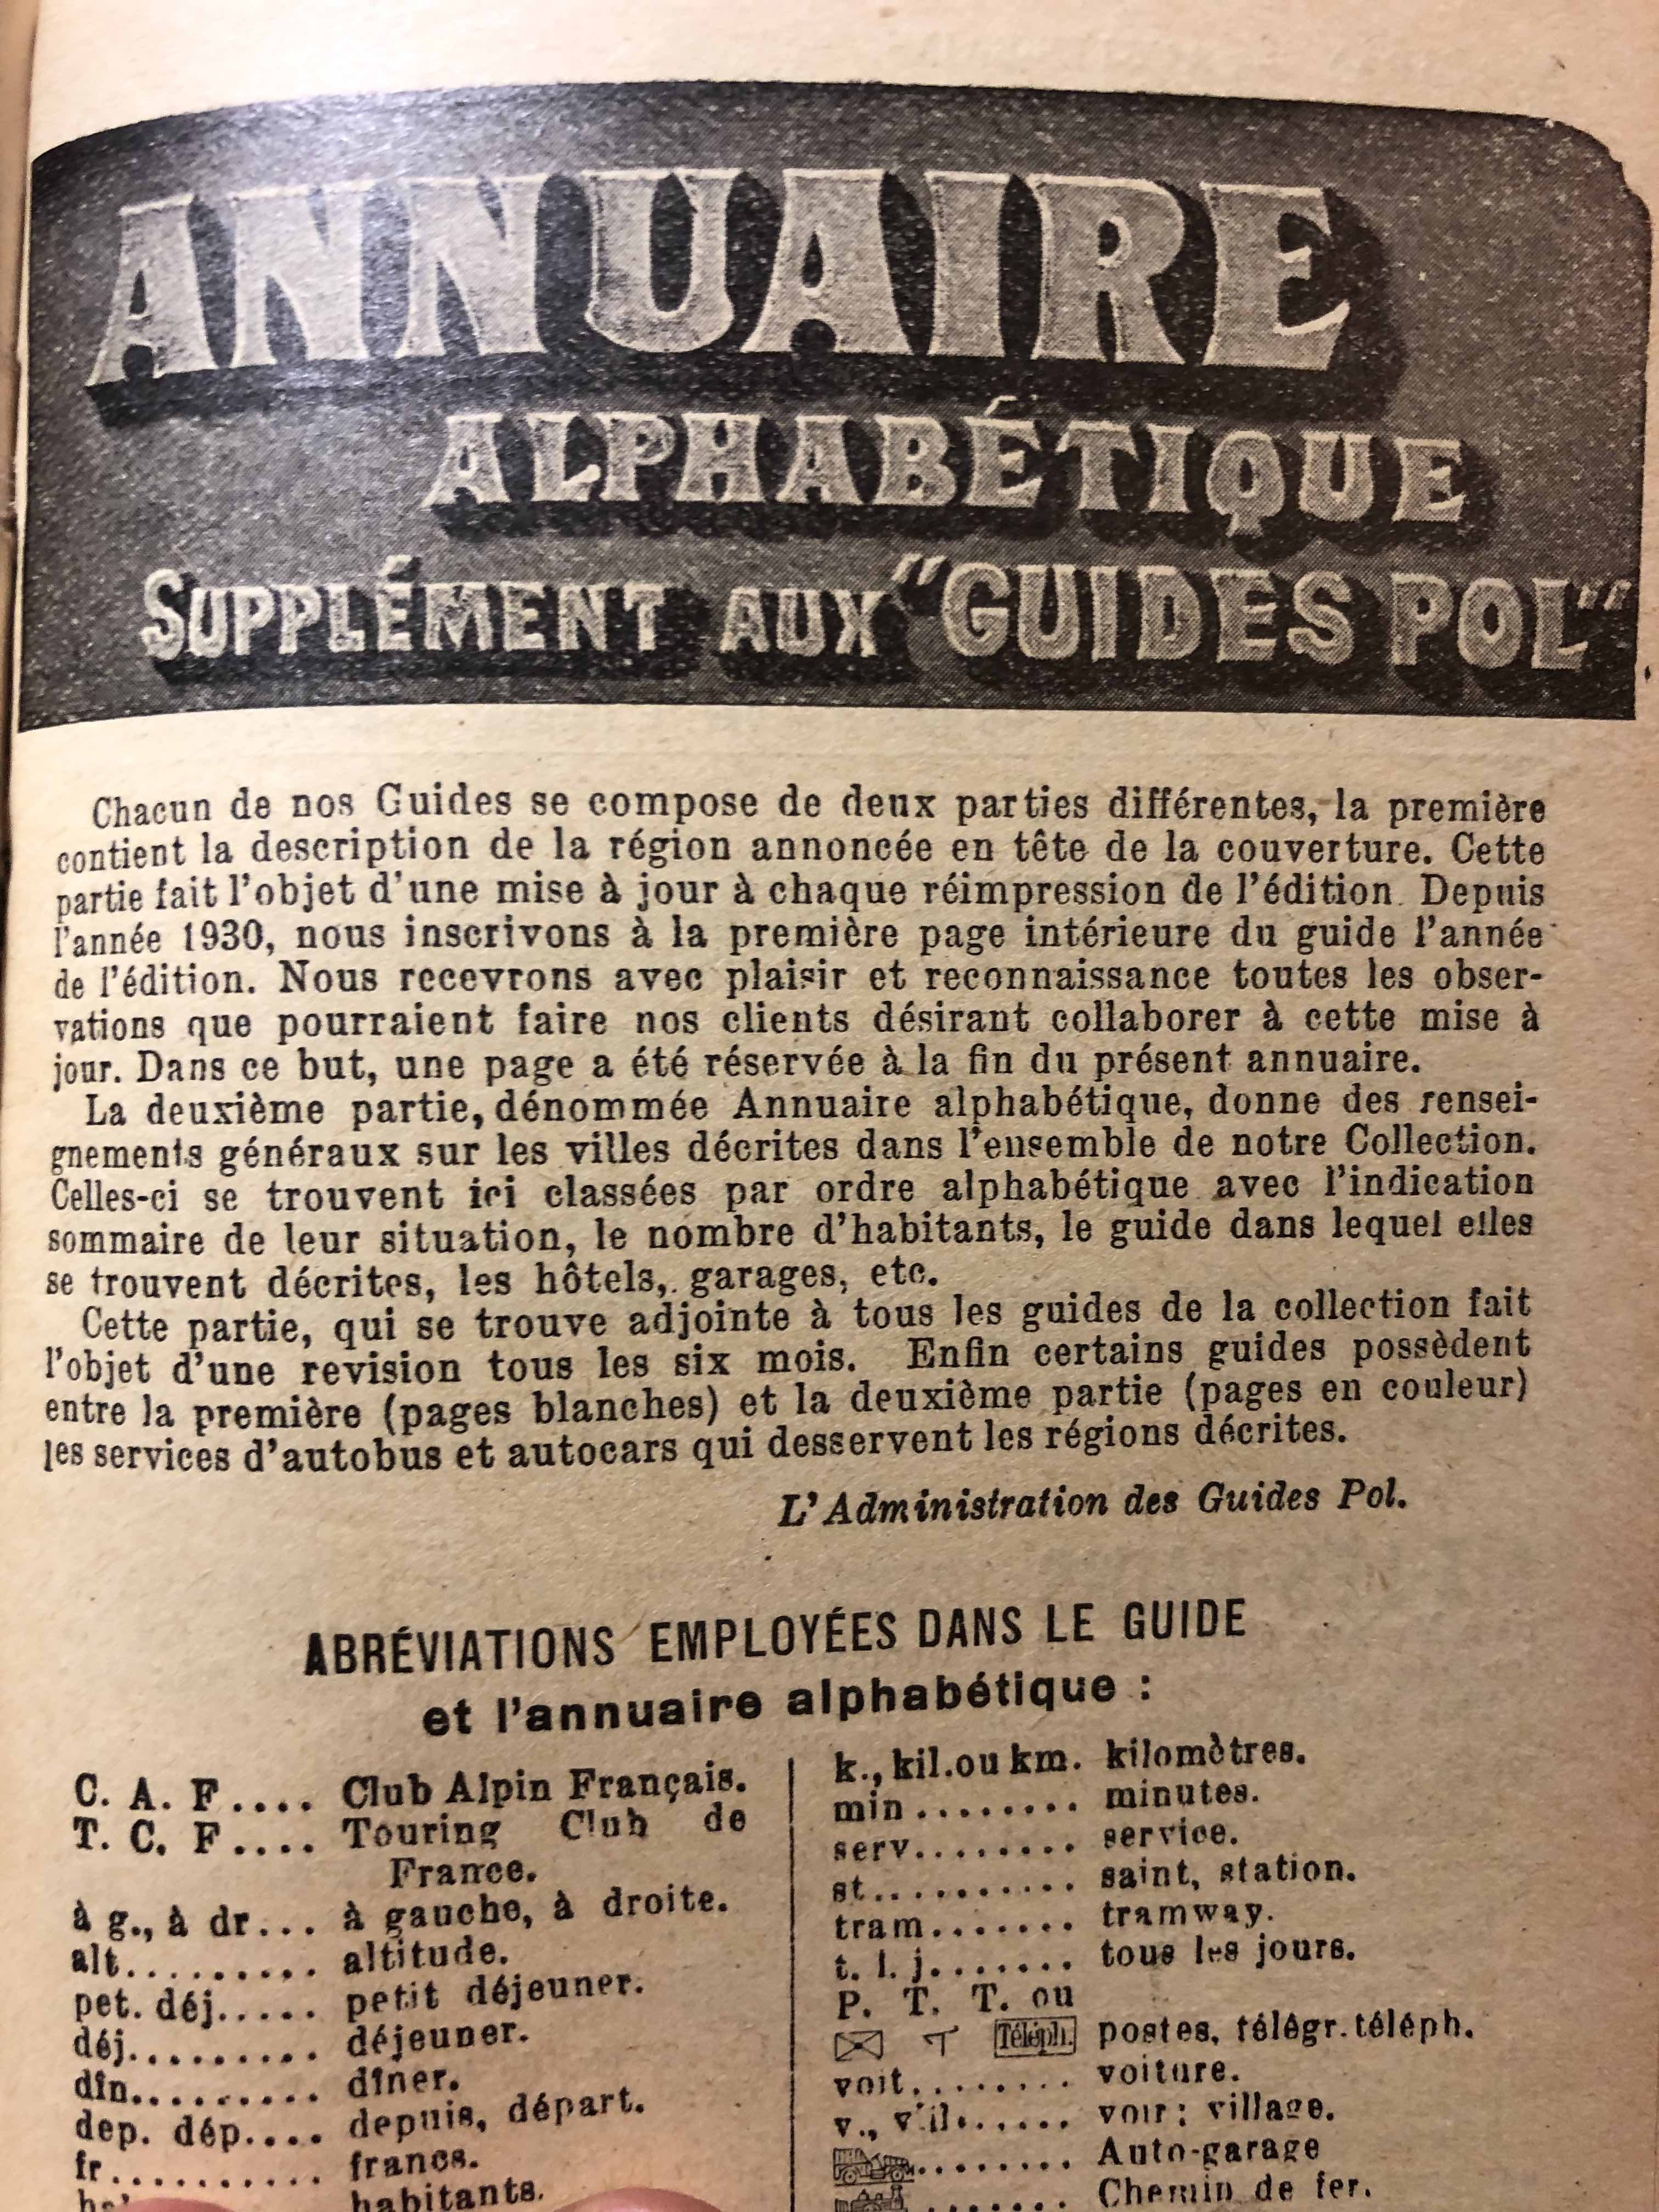 ANNUAIRE
ALPHABÉTIQUE
SUPPLÉMENT AUX "GUIDES POL"
Chacun de nos Guides se compose de deux parties différentes, la première
contient la description de la région annoncée en tête de la couverture. Cette
partie fait l'objet d'une mise à jour à chaque réimpression de l'édition. Depuis
l'année 1930, nous inscrivons à la première page intérieure du guide l'année
de l'édition. Nous recevrons avec plaisir et reconnaissance toutes les obser-
vations que pourraient faire nos clients désirant collaborer à cette mise à
jour. Dans ce but, une page a été réservée à la fin du présent annuaire.
La deuxième partie, dénommée Annuaire alphabétique, donne des rensei-
gnements généraux sur les villes décrites dans l'ensemble de notre Collection.
Celles-ci se trouvent ici classées par ordre alphabétique avec l'indication
sommaire de leur situation, le nombre d'habitants, le guide dans lequel elles
se trouvent décrites, les hôtels, garages, etc.
Cette partie, qui se trouve adjointe à tous les guides de la collection fait
l'objet d'une revision tous les six mois. Enfin certains guides possèdent
entre la première (pages blanches) et la deuxième partie (pages en couleur)
les services d'autobus et autocars qui desservent les régions décrites.
L'Administration des Guides Pol.
ABRÉVIATIONS EMPLOYÉES DANS LE GUIDE
et l'annuaire alphabétique :
C. A. F.... Club Alpin Français.
T. C. F.... Touring Club de
France.
à g., à dr... à gauche, à droite.
alt.......... altitude.
pet. déj..... petit déjeuner.
déj.......... déjeuner.
dîn.......... dîner.
dep. dép.... depuis, départ.
fr.......... francs.
habitants.
k., kil. ou km. kilomètres.
min........ minutes.
serv........ service.
st.......... saint, station.
tram....... tramway.
t. l. j....... tous les jours.
P. T. T. ou
Téléph. postes, télégr. téléph.
voit........ voiture.
v., vil...... voir ; village.
........ Auto-garage
....... Chemin de fer.